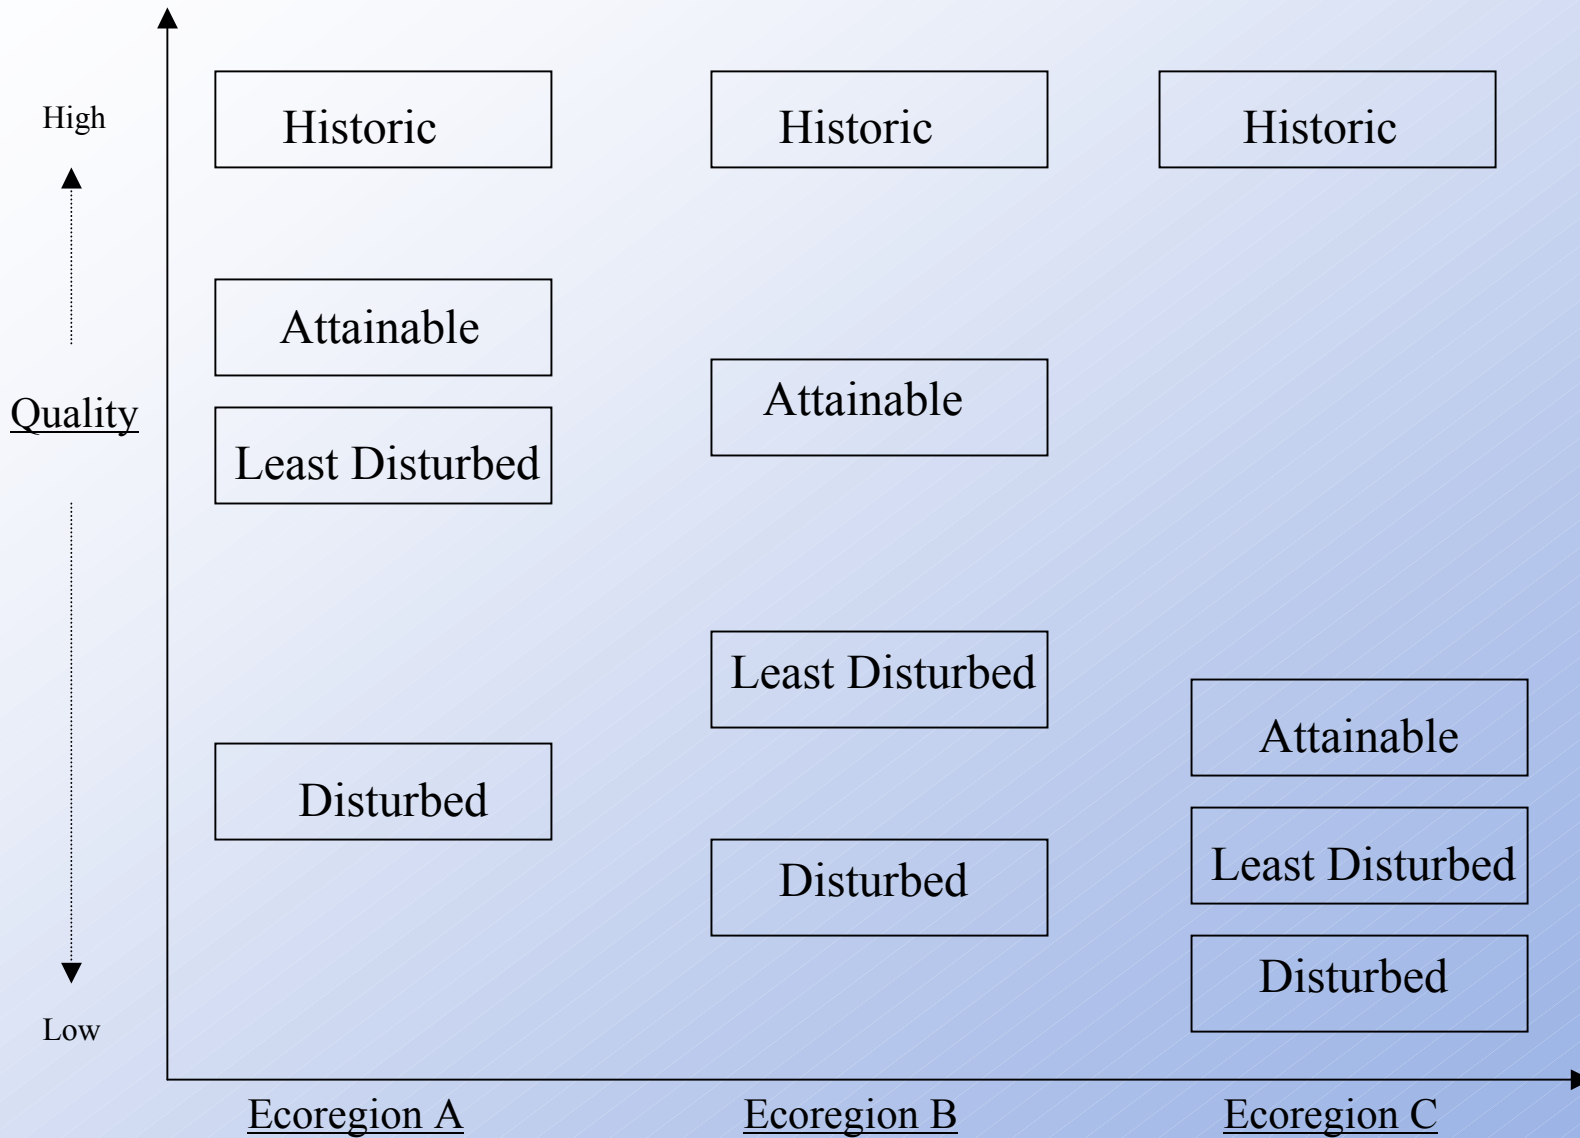 High
Historic
Historic
Historic
Attainable
Attainable
Quality
Least Disturbed
Least Disturbed
Attainable
Disturbed
Least Disturbed
Disturbed
Disturbed
Low
Ecoregion A
Ecoregion B
Ecoregion C